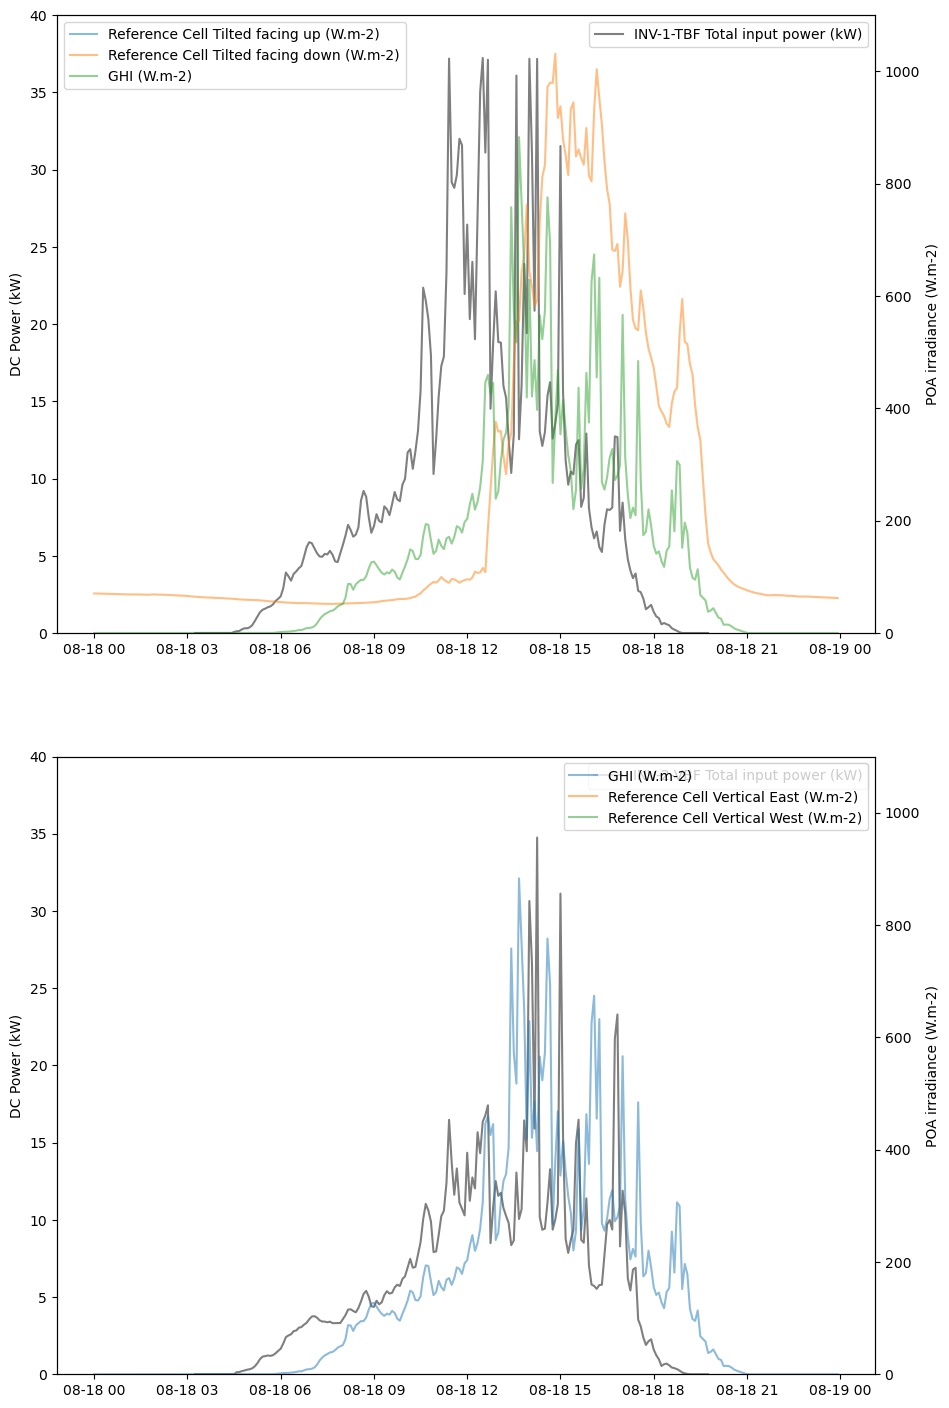 40
35
30
25
20
15
10
5
0
DC Power (kW)
Reference Cell Tilted facing up (W.m-2)
Reference Cell Tilted facing down (W.m-2)
GHI (W.m-2)
INV-1-TBF Total input power (kW)
1000
800
600
400
200
0
POA irradiance (W.m-2)
08-18 00 08-18 03 08-18 06 08-18 09 08-18 12 08-18 15 08-18 18 08-18 21 08-19 00
40
35
30
25
20
15
10
5
0
DC Power (kW)
GHI (W.m-2)
Total input power (kW)
Reference Cell Vertical East (W.m-2)
Reference Cell Vertical West (W.m-2)
1000
800
600
400
200
0
POA irradiance (W.m-2)
08-18 00 08-18 03 08-18 06 08-18 09 08-18 12 08-18 15 08-18 18 08-18 21 08-19 00